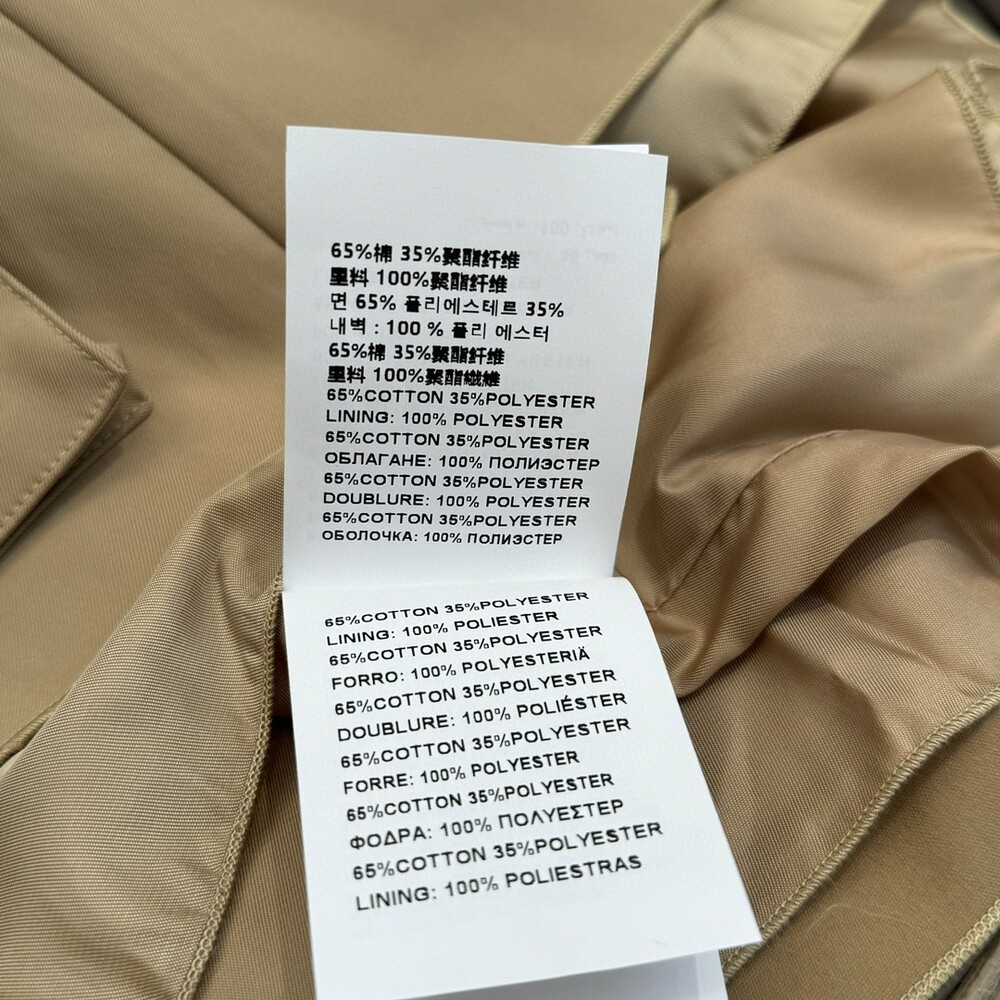 65%棉 35%聚酯纤维
里料 100%聚酯纤维
면 65% 폴리에스테르 35%
내벽 : 100 % 폴리 에스터
65%棉 35%聚酯纤维
里料 100%聚酯纖維
65%COTTON 35%POLYESTER
LINING: 100% POLYESTER
65%COTTON 35%POLYESTER
ОБЛАГАНЕ: 100% ПОЛИЭСТЕР
65%COTTON 35%POLYESTER
DOUBLURE: 100% POLYESTER
65%COTTON 35%POLYESTER
ОБОЛОЧКА: 100% ПОЛИЭСТЕР
65%COTTON 35%POLYESTER
LINING: 100% POLIESTER
65%COTTON 35%POLYESTER
FORRO: 100% POLYESTERIÄ
65%COTTON 35%POLYESTER
DOUBLURE: 100% POLIÉSTER
65%COTTON 35%POLYESTER
FORRE: 100% POLYESTER
65%COTTON 35%POLYESTER
ΦΟΔΡΑ: 100% ΠΟΛΥΕΣΤΕΡ
65%COTTON 35%POLYESTER
LINING: 100% POLIESTRAS